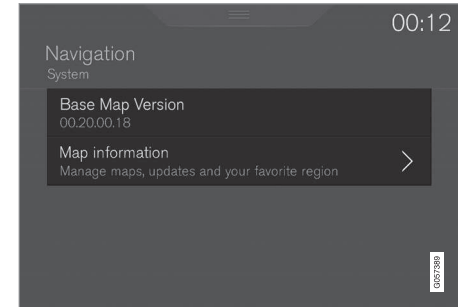 00:12
Navigation
System
Base Map Version
00.20.00.18
Map information
Manage maps, updates and your favorite region
G057389